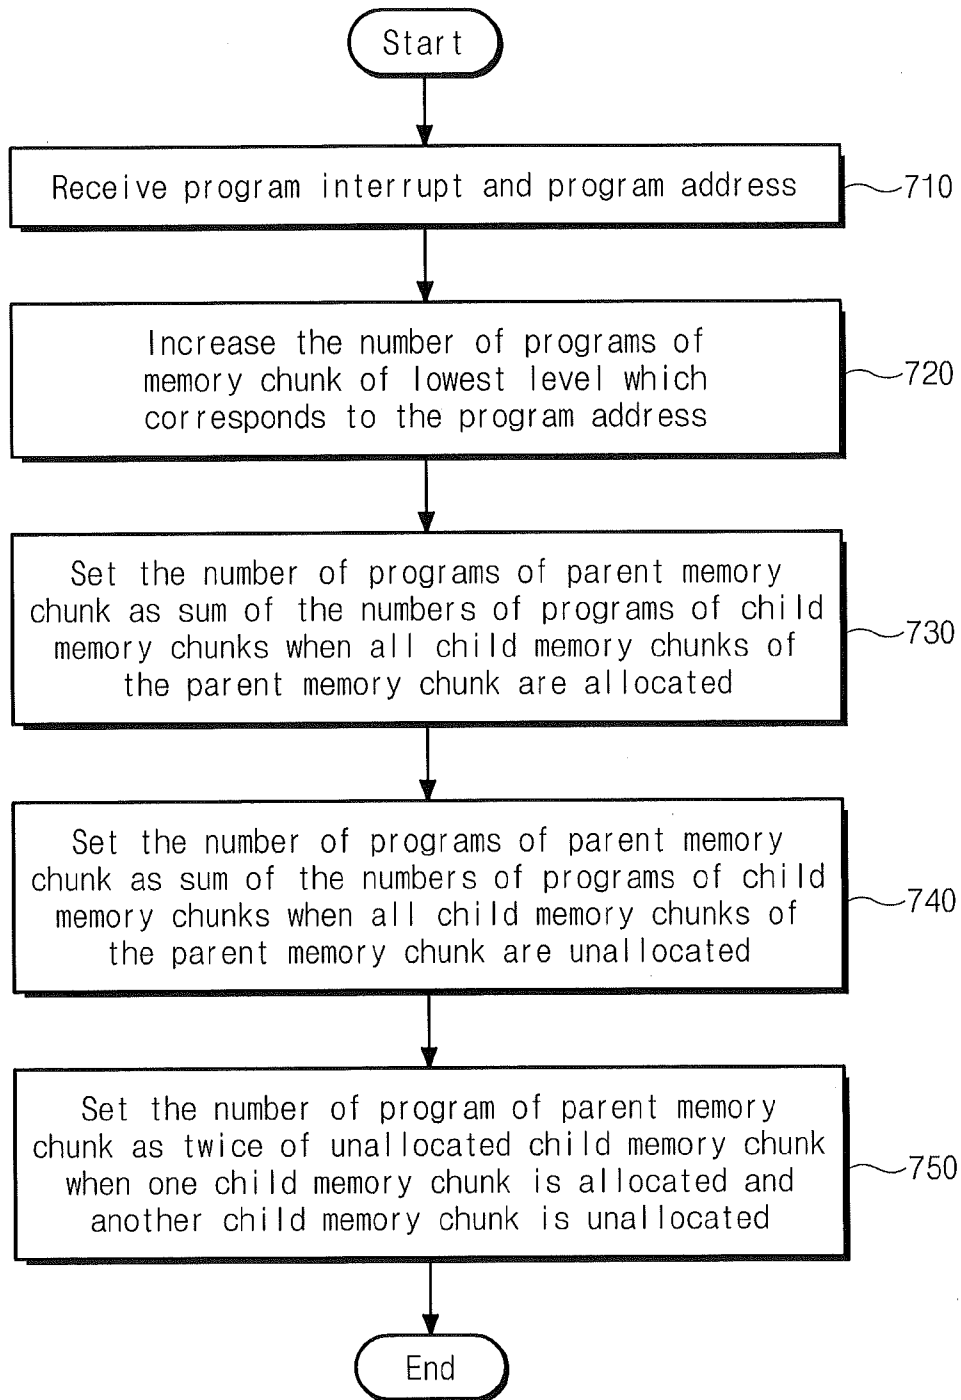 Start
Receive program interrupt and program address
710
Increase the number of programs of
memory chunk of lowest level which
corresponds to the program address
720
Set the number of programs of parent memory
chunk as sum of the numbers of programs of child
memory chunks when all child memory chunks of
the parent memory chunk are allocated
730
Set the number of programs of parent memory
chunk as sum of the numbers of programs of child
memory chunks when all child memory chunks of
the parent memory chunk are unallocated
740
Set the number of program of parent memory
chunk as twice of unallocated child memory chunk
when one child memory chunk is allocated and
another child memory chunk is unallocated
750
End